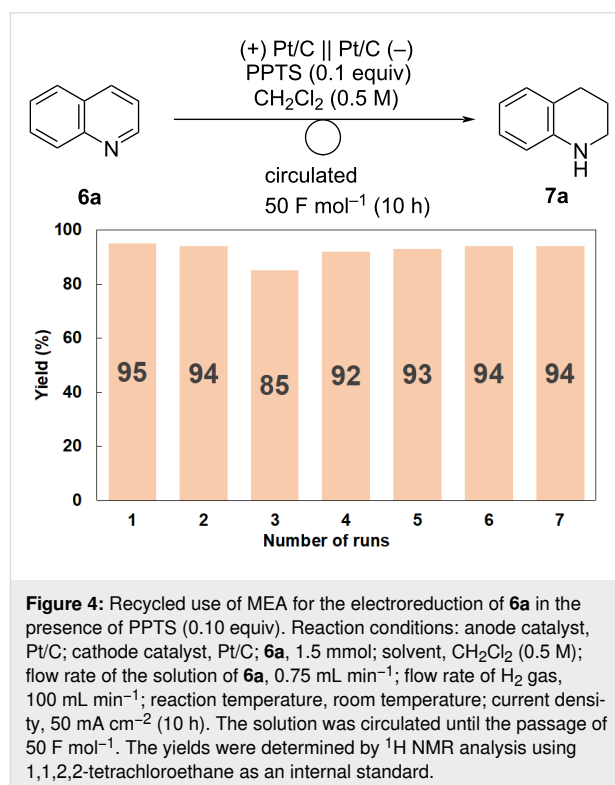 (+) Pt/C || Pt/C (–)
PPTS (0.1 equiv)
CH₂Cl₂ (0.5 M)
N
6a
circulated
50 F mol⁻¹ (10 h)
N
H
7a
Yield (%)
100
80
60
40
20
0
95 94 85 92 93 94 94
1 2 3 4 5 6 7
Number of runs
Figure 4: Recycled use of MEA for the electroreduction of 6a in the
presence of PPTS (0.10 equiv). Reaction conditions: anode catalyst,
Pt/C; cathode catalyst, Pt/C; 6a, 1.5 mmol; solvent, CH₂Cl₂ (0.5 M);
flow rate of the solution of 6a, 0.75 mL min⁻¹; flow rate of H₂ gas,
100 mL min⁻¹; reaction temperature, room temperature; current densi-
ty, 50 mA cm⁻² (10 h). The solution was circulated until the passage of
50 F mol⁻¹. The yields were determined by ¹H NMR analysis using
1,1,2,2-tetrachloroethane as an internal standard.